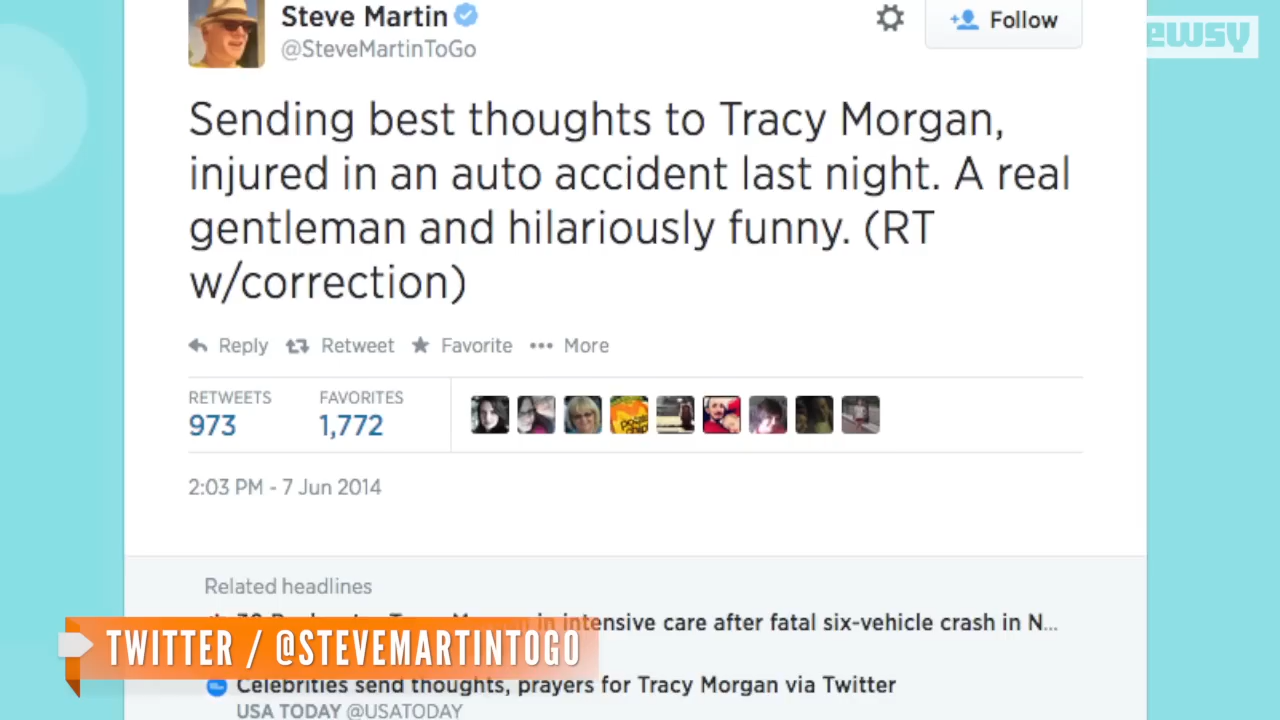 Steve Martin
@SteveMartinToGo
Follow
ewsy
Sending best thoughts to Tracy Morgan,
injured in an auto accident last night. A real
gentleman and hilariously funny. (RT
w/correction)
Reply Retweet Favorite More
RETWEETS FAVORITES
973 1,772
2:03 PM - 7 Jun 2014
Related headlines
in intensive care after fatal six-vehicle crash in N...
TWITTER / @STEVEMARTINTOGO
Celebrities send thoughts, prayers for Tracy Morgan via Twitter
USA TODAY @USATODAY